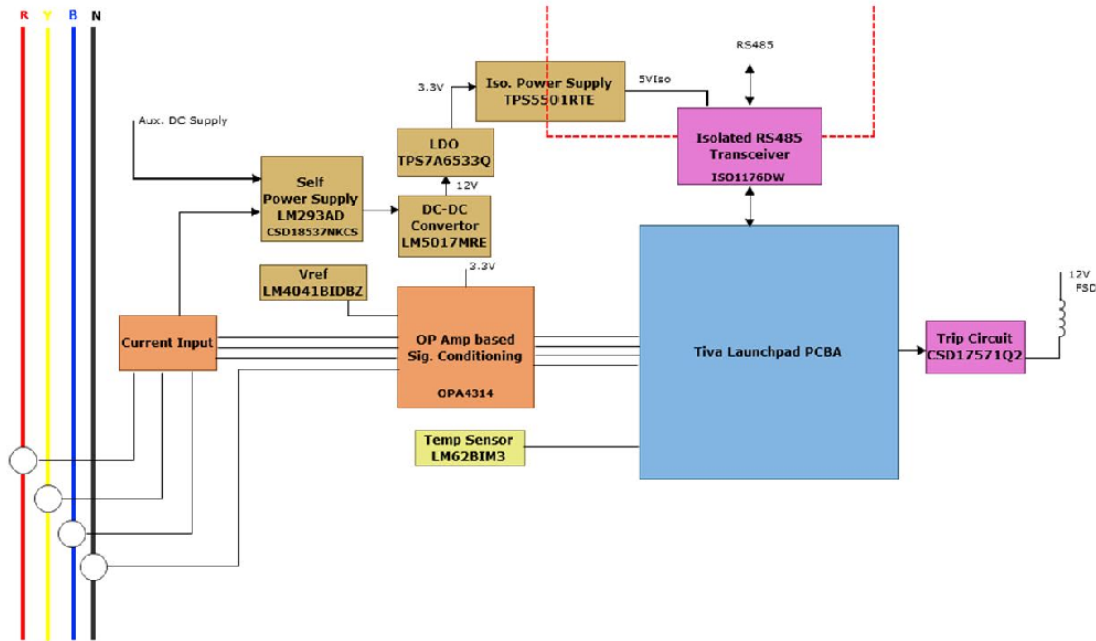 R Y B N
RS485
Iso. Power Supply
TPS5501RTE
5VIso
3.3V
Aux. DC Supply
LDO
TPS7A6533Q
Isolated RS485
Transceiver
ISO1176DW
12V
Self
Power Supply
LM293AD
CSD18537NKCS
DC-DC
Convertor
LM5017MRE
3.3V
Vref
LM4041BIDBZ
12V
FSD
Current Input
OP Amp based
Sig. Conditioning
OPA4314
Tiva Launchpad PCBA
Trip Circuit
CSD17571Q2
Temp Sensor
LM62BIM3